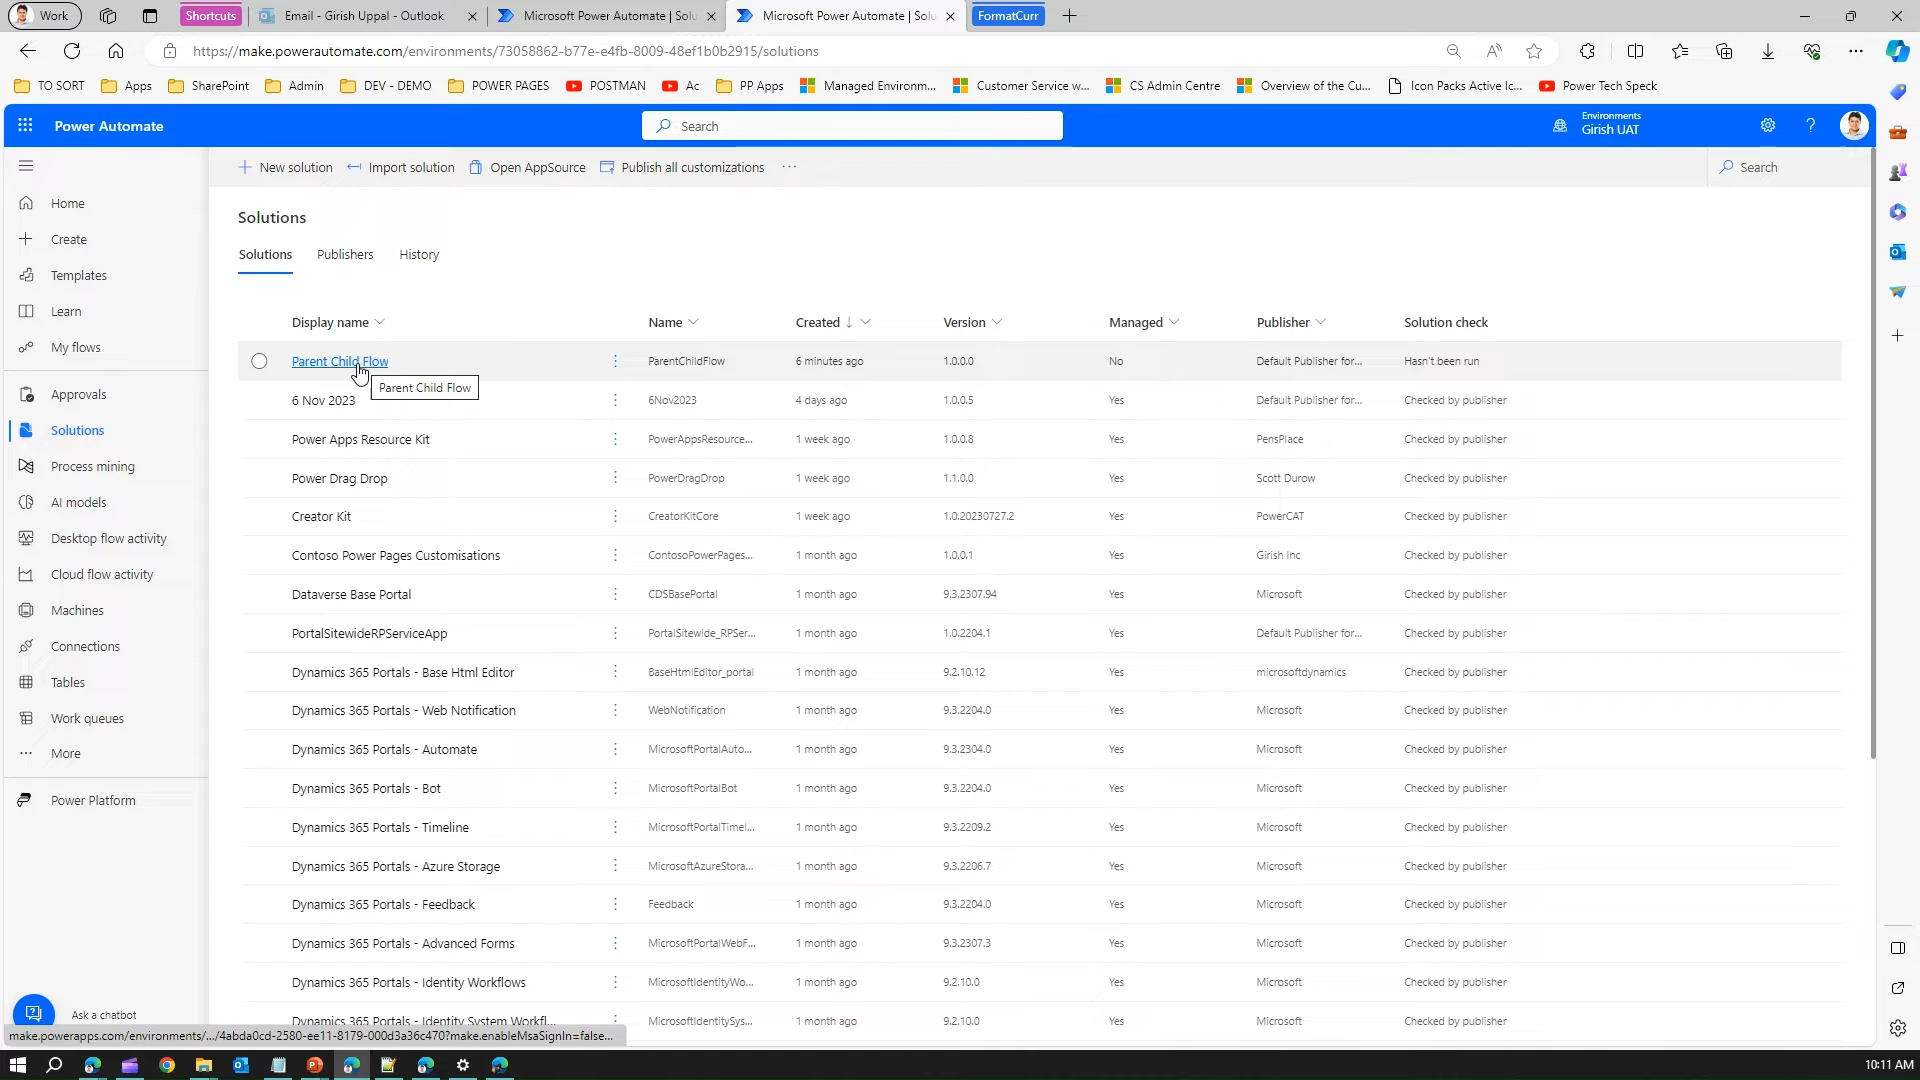 Work
Shortcuts
Email - Girish Uppal - Outlook
Microsoft Power Automate | Solu
Microsoft Power Automate | Solu
FormatCurr
https://make.powerautomate.com/environments/73058862-b77e-e4fb-8009-48ef1b0b2915/solutions
TO SORT
Apps
SharePoint
Admin
DEV - DEMO
POWER PAGES
POSTMAN
Ac
PP Apps
Managed Environm...
Customer Service w...
CS Admin Centre
Overview of the Cu...
Icon Packs Active Ic...
Power Tech Speck
Power Automate
Search
Environments
Girish UAT
New solution
Import solution
Open AppSource
Publish all customizations
Search
Home
Create
Templates
Learn
My flows
Approvals
Solutions
Process mining
AI models
Desktop flow activity
Cloud flow activity
Machines
Connections
Tables
Work queues
More
Power Platform
Ask a chatbot
Solutions
Solutions Publishers History
Display name Name Created ↓ Version Managed Publisher Solution check
Parent Child Flow ParentChildFlow 6 minutes ago 1.0.0.0 No Default Publisher for... Hasn't been run
Parent Child Flow
6 Nov 2023 6Nov2023 4 days ago 1.0.0.5 Yes Default Publisher for... Checked by publisher
Power Apps Resource Kit PowerAppsResource... 1 week ago 1.0.0.8 Yes PensPlace Checked by publisher
Power Drag Drop PowerDragDrop 1 week ago 1.1.0.0 Yes Scott Durow Checked by publisher
Creator Kit CreatorKitCore 1 week ago 1.0.20230727.2 Yes PowerCAT Checked by publisher
Contoso Power Pages Customisations ContosoPowerPages... 1 month ago 1.0.0.1 Yes Girish Inc Checked by publisher
Dataverse Base Portal CDSBasePortal 1 month ago 9.3.2307.94 Yes Microsoft Checked by publisher
PortalSitewideRPServiceApp PortalSitewide_RPSer... 1 month ago 1.0.2204.1 Yes Default Publisher for... Checked by publisher
Dynamics 365 Portals - Base Html Editor BaseHtmlEditor_portal 1 month ago 9.2.10.12 Yes microsoftdynamics Checked by publisher
Dynamics 365 Portals - Web Notification WebNotification 1 month ago 9.3.2204.0 Yes Microsoft Checked by publisher
Dynamics 365 Portals - Automate MicrosoftPortalAuto... 1 month ago 9.3.2304.0 Yes Microsoft Checked by publisher
Dynamics 365 Portals - Bot MicrosoftPortalBot 1 month ago 9.3.2204.0 Yes Microsoft Checked by publisher
Dynamics 365 Portals - Timeline MicrosoftPortalTimel... 1 month ago 9.3.2209.2 Yes Microsoft Checked by publisher
Dynamics 365 Portals - Azure Storage MicrosoftAzureStora... 1 month ago 9.3.2206.7 Yes Microsoft Checked by publisher
Dynamics 365 Portals - Feedback Feedback 1 month ago 9.3.2204.0 Yes Microsoft Checked by publisher
Dynamics 365 Portals - Advanced Forms MicrosoftPortalWebF... 1 month ago 9.3.2307.3 Yes Microsoft Checked by publisher
Dynamics 365 Portals - Identity Workflows MicrosoftIdentityWo... 1 month ago 9.2.10.0 Yes Microsoft Checked by publisher
Dynamics 365 Portals - Identity System Workfl... MicrosoftIdentitySys... 1 month ago 9.2.10.0 Yes Microsoft Checked by publisher
make.powerapps.com/environments/.../4abda0cd-2580-ee11-8179-000d3a36c470?make.enableMsaSignIn=false...
10:11 AM